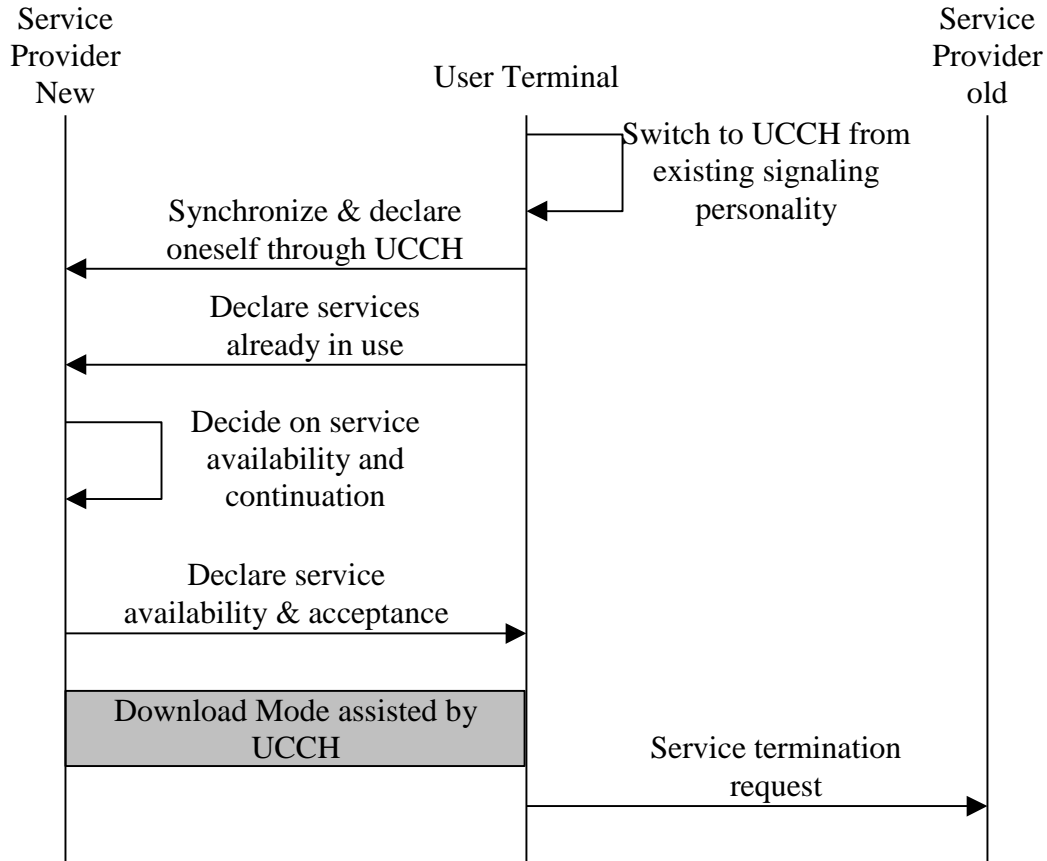 Service
Provider
New
User Terminal
Service
Provider
old
Switch to UCCH from
existing signaling
personality
Synchronize & declare
oneself through UCCH
Declare services
already in use
Decide on service
availability and
continuation
Declare service
availability & acceptance
Download Mode assisted by
UCCH
Service termination
request